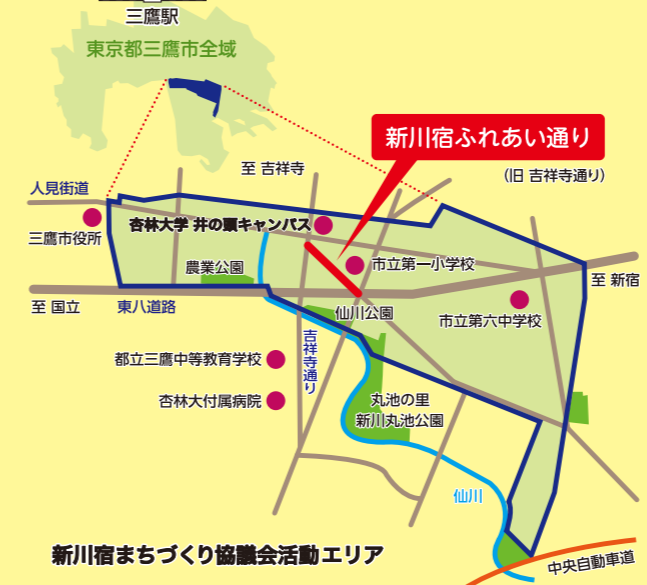 三鷹駅
東京都三鷹市全域
新川宿ふれあい通り
至 吉祥寺
(旧 吉祥寺通り)
人見街道
杏林大学 井の頭キャンパス
三鷹市役所
農業公園
市立第一小学校
至 新宿
至 国立
東八道路
仙川公園
市立第六中学校
吉祥寺通り
都立三鷹中等教育学校
杏林大付属病院
丸池の里
新川丸池公園
仙川
新川宿まちづくり協議会活動エリア
中央自動車道